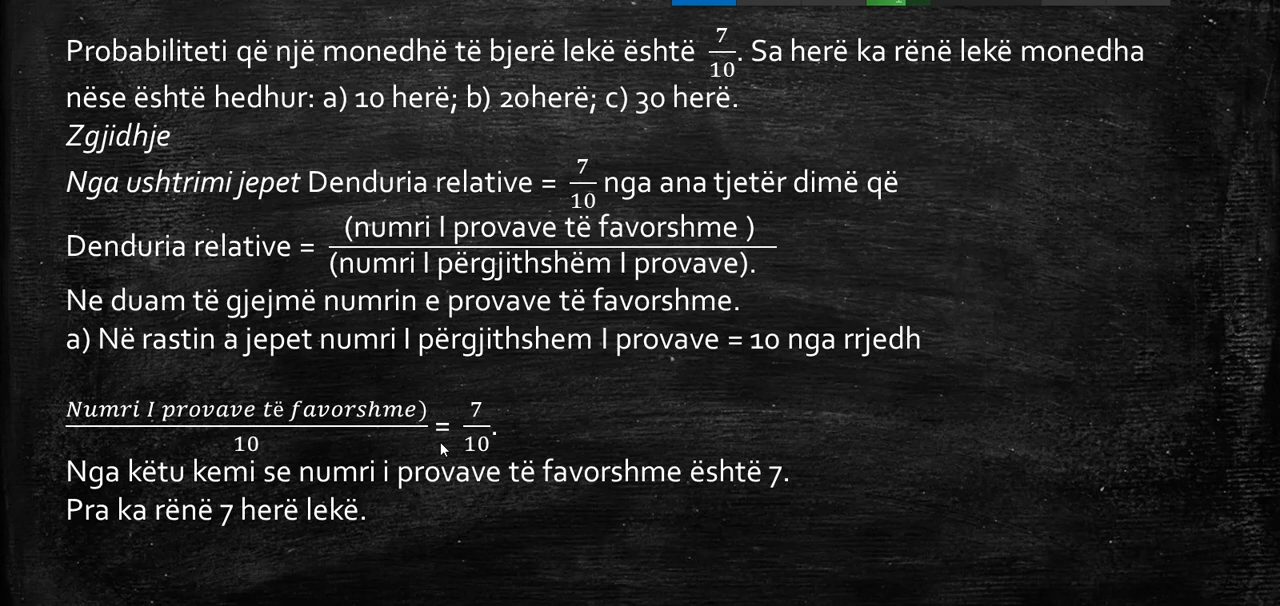 Probabiliteti që një monedhë të bjerë lekë është 7/10. Sa herë ka rënë lekë monedha
nëse është hedhur: a) 10 herë; b) 20herë; c) 30 herë.
Zgjidhje
Nga ushtrimi jepet Denduria relative = 7/10 nga ana tjetër dimë që
Denduria relative = (numri I provave të favorshme ) / (numri I përgjithshëm I provave).
Ne duam të gjejmë numrin e provave të favorshme.
a) Në rastin a jepet numri I përgjithshem I provave = 10 nga rrjedh
Numri I provave të favorshme) / 10 = 7/10.
Nga këtu kemi se numri i provave të favorshme është 7.
Pra ka rënë 7 herë lekë.